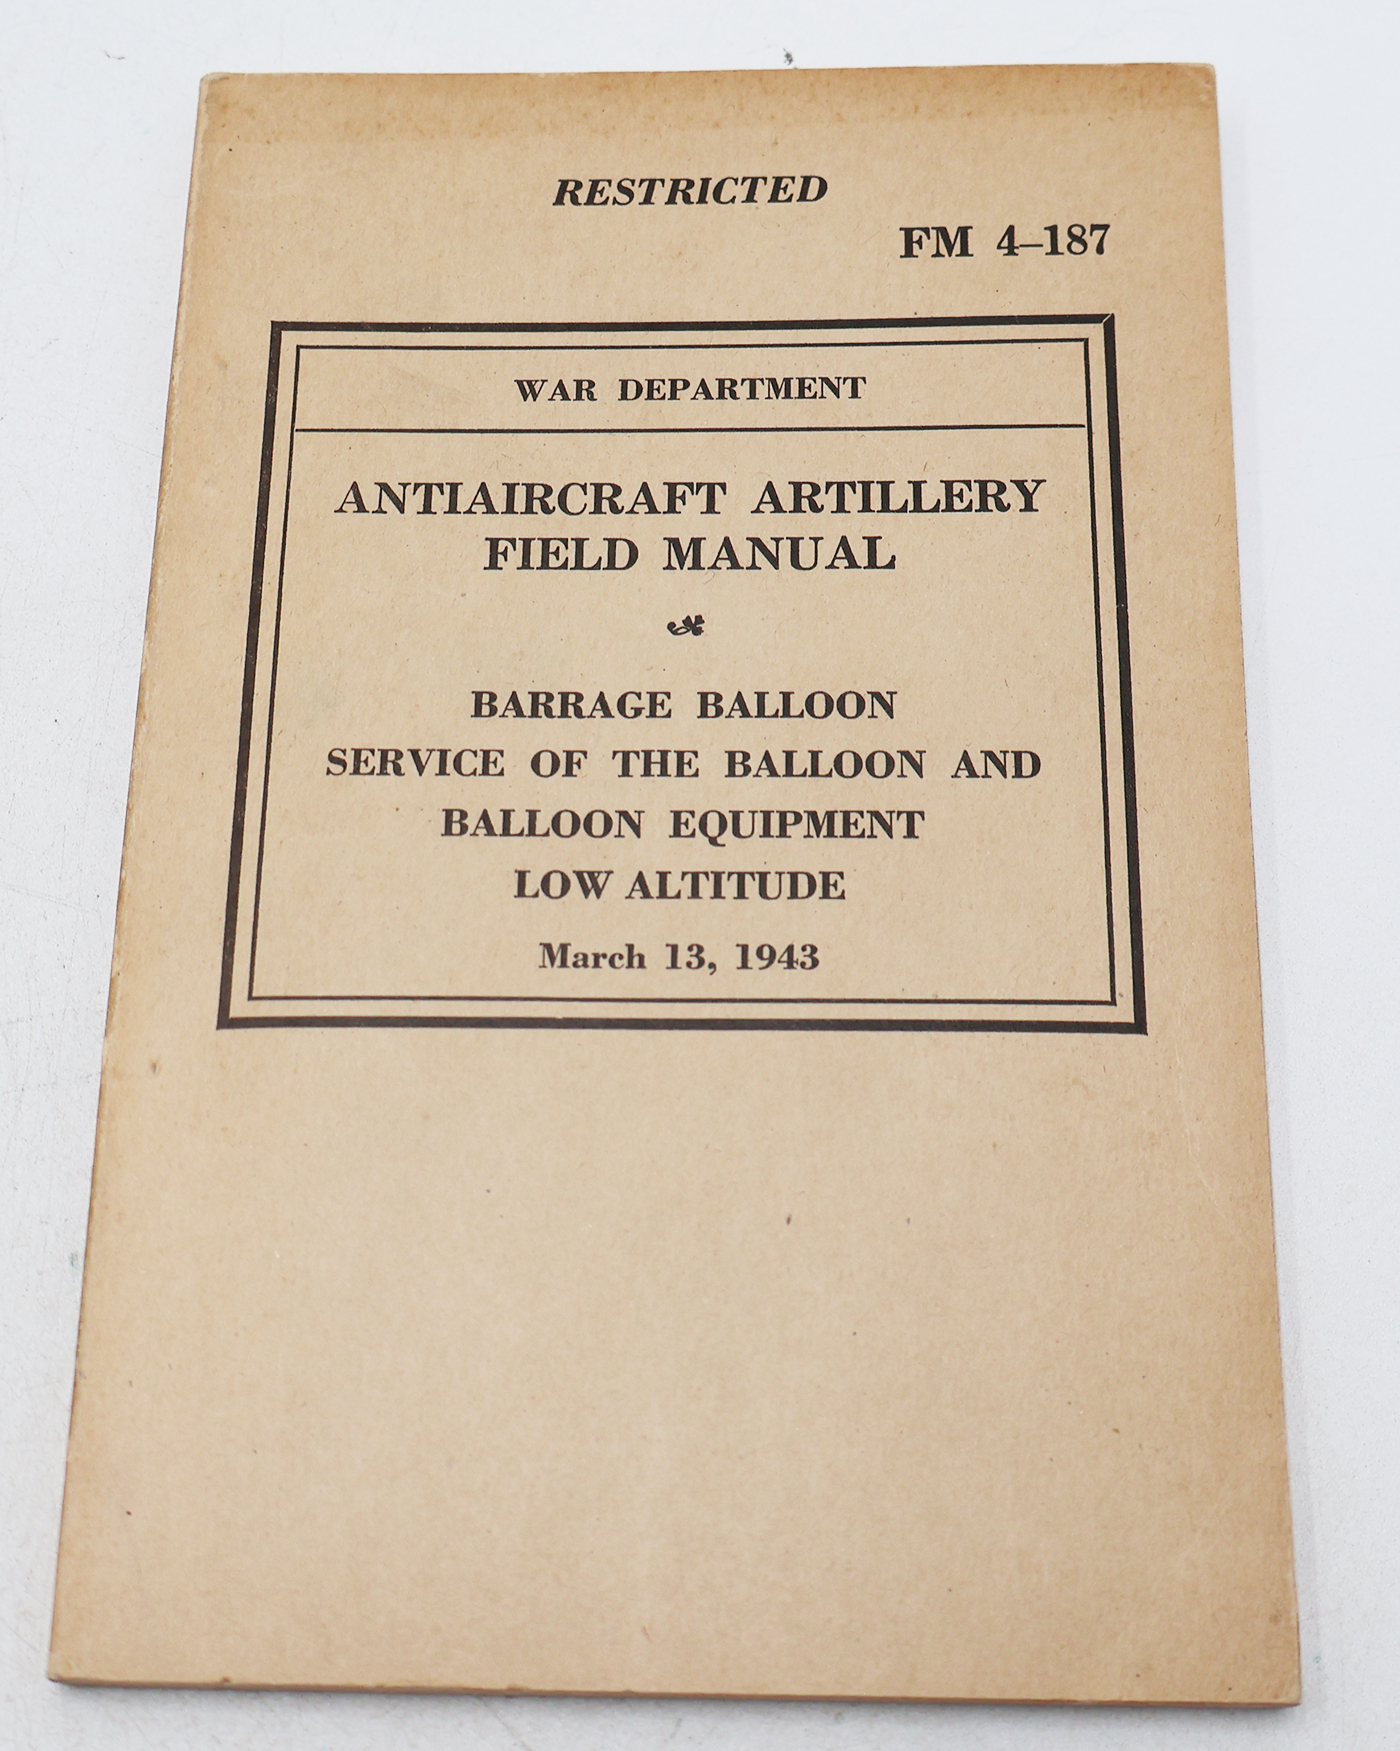 RESTRICTED
FM 4–187
WAR DEPARTMENT
ANTIAIRCRAFT ARTILLERY
FIELD MANUAL
BARRAGE BALLOON
SERVICE OF THE BALLOON AND
BALLOON EQUIPMENT
LOW ALTITUDE
March 13, 1943